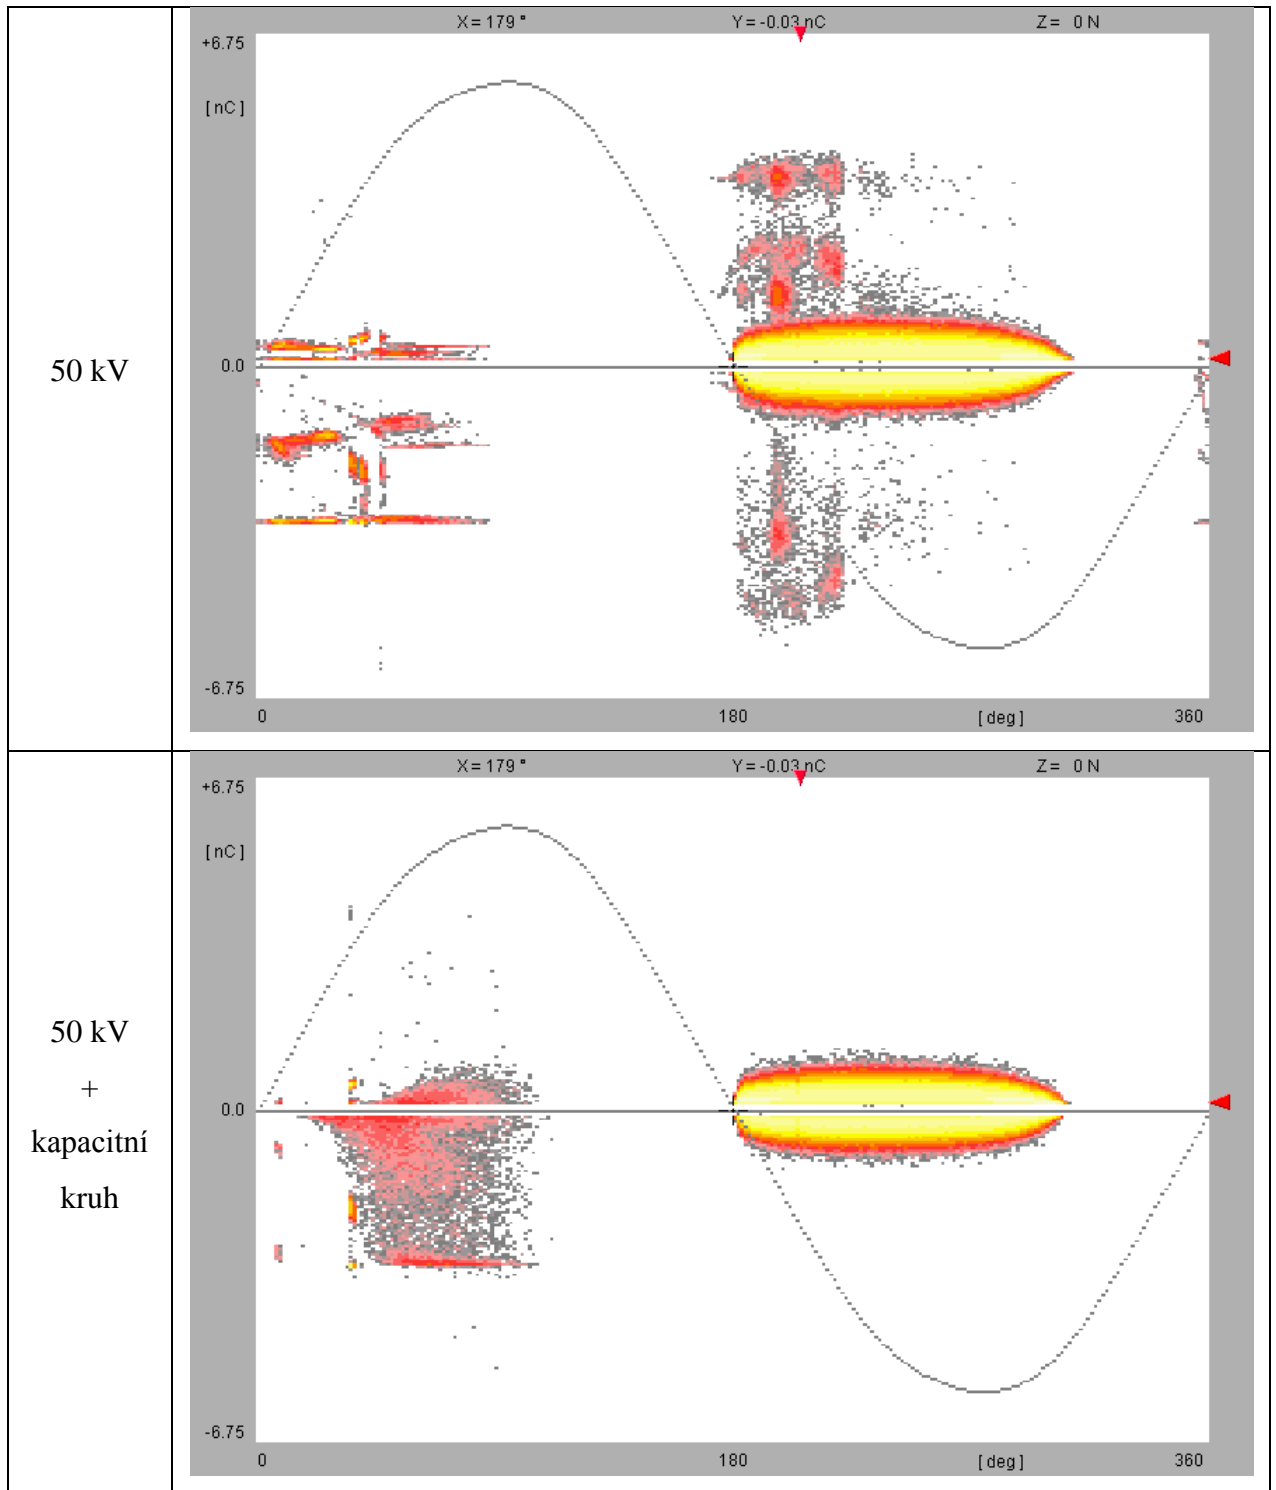 X = 179 ° Y = -0.03 nC Z = 0 N
+6.75
[ nC ]
50 kV
0.0
-6.75
0 180 [ deg ] 360
X = 179 ° Y = -0.03 nC Z = 0 N
+6.75
[ nC ]
50 kV
+
kapacitní
kruh
0.0
-6.75
0 180 [ deg ] 360